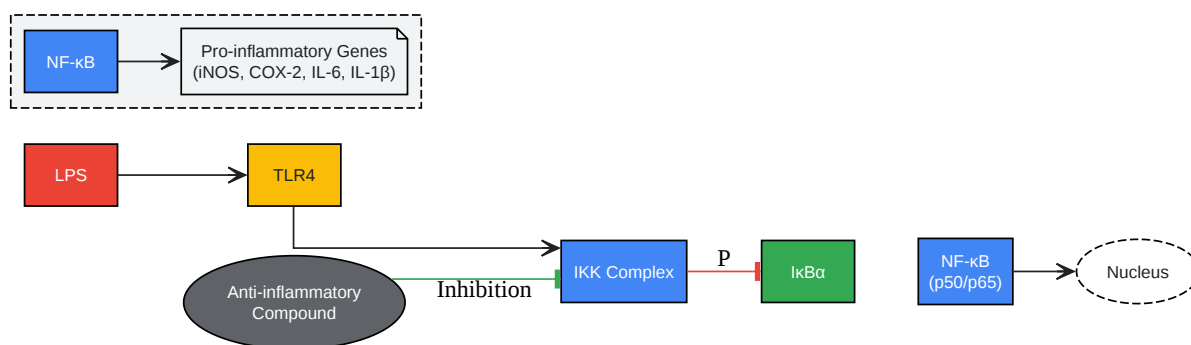 NF-κB
Pro-inflammatory Genes
(iNOS, COX-2, IL-6, IL-1β)
LPS
TLR4
IKK Complex
P
IκBα
NF-κB
(p50/p65)
Nucleus
Anti-inflammatory
Compound
Inhibition